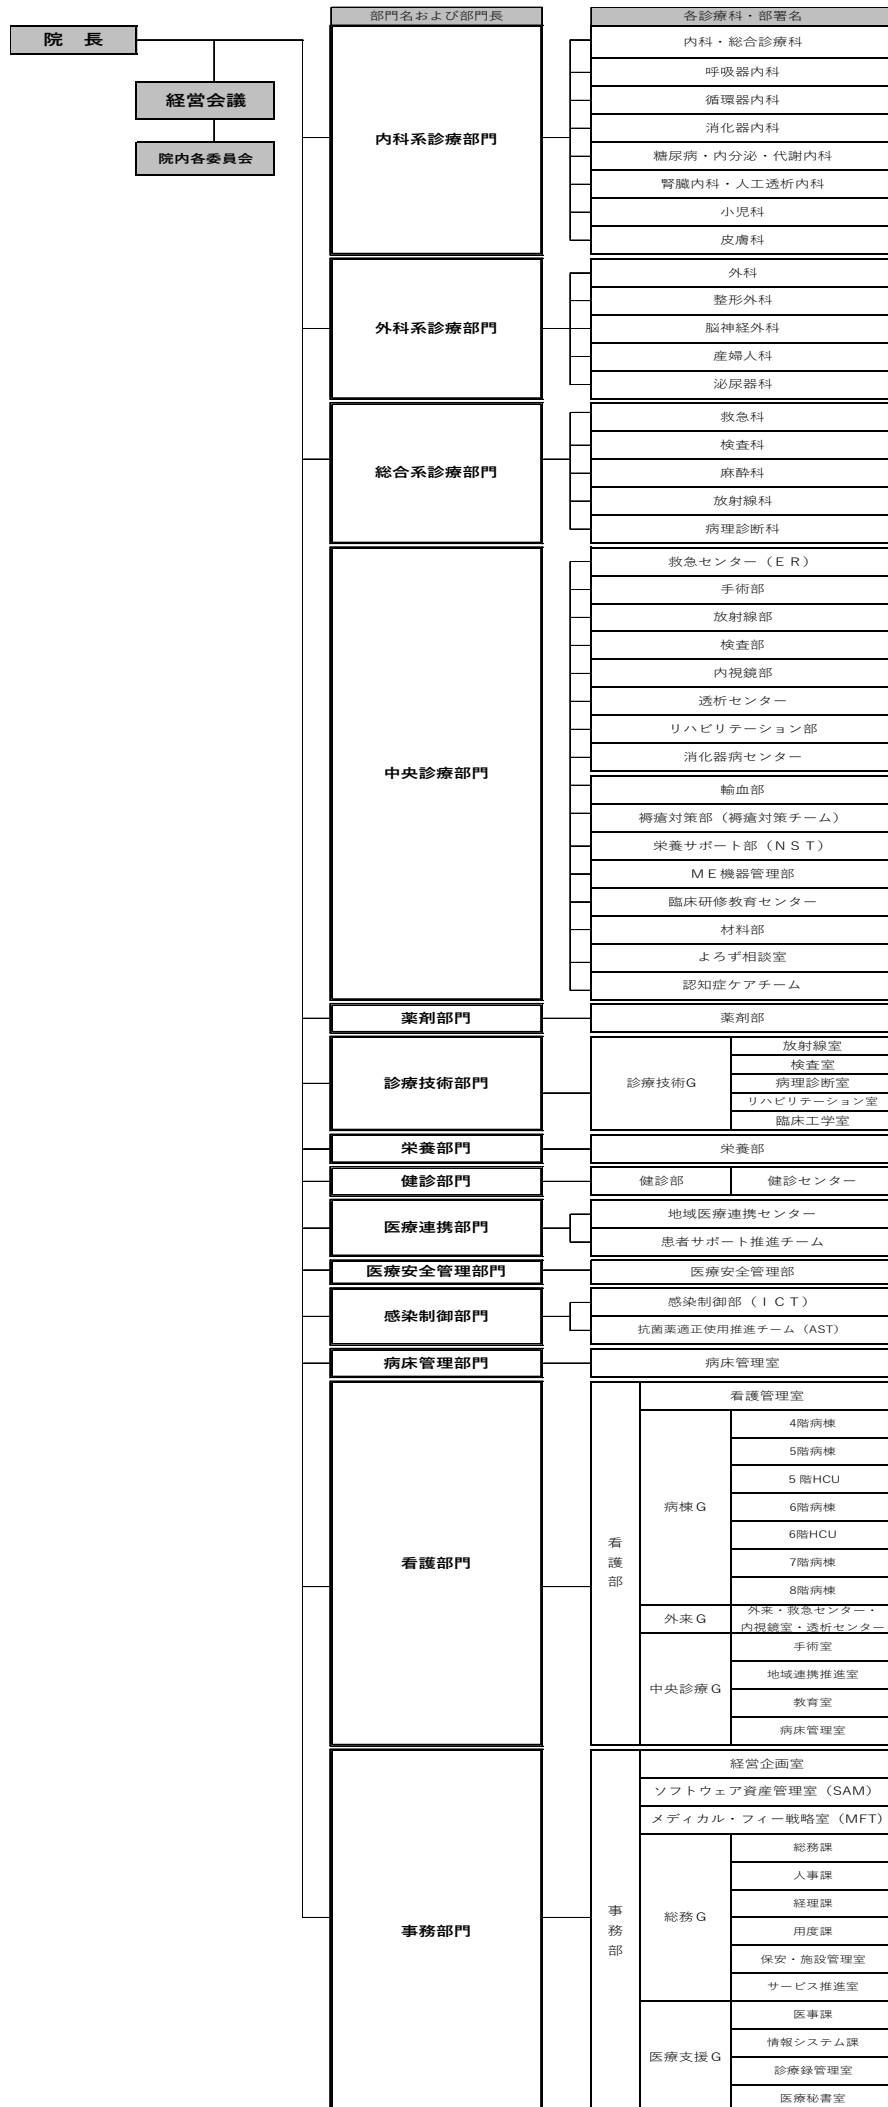 部門名および部門長
各診療科・部署名
院　長
経営会議
院内各委員会
内科系診療部門
内科・総合診療科
呼吸器内科
循環器内科
消化器内科
糖尿病・内分泌・代謝内科
腎臓内科・人工透析内科
小児科
皮膚科
外科系診療部門
外科
整形外科
脳神経外科
産婦人科
泌尿器科
総合系診療部門
救急科
検査科
麻酔科
放射線科
病理診断科
中央診療部門
救急センター（ＥＲ）
手術部
放射線部
検査部
内視鏡部
透析センター
リハビリテーション部
消化器病センター
輸血部
褥瘡対策部（褥瘡対策チーム）
栄養サポート部（ＮＳＴ）
ＭＥ機器管理部
臨床研修教育センター
材料部
よろず相談室
認知症ケアチーム
薬剤部門
薬剤部
診療技術部門
診療技術G
放射線室
検査室
病理診断室
リハビリテーション室
臨床工学室
栄養部門
栄養部
健診部門
健診部
健診センター
医療連携部門
地域医療連携センター
患者サポート推進チーム
医療安全管理部門
医療安全管理部
感染制御部門
感染制御部（ＩＣＴ）
抗菌薬適正使用推進チーム（AST）
病床管理部門
病床管理室
看護部門
看護部
看護管理室
病棟G
4階病棟
5階病棟
5 階HCU
6階病棟
6階HCU
7階病棟
8階病棟
外来G
外来・救急センター・
内視鏡室・透析センター
中央診療G
手術室
地域連携推進室
教育室
病床管理室
事務部門
事務部
経営企画室
ソフトウェア資産管理室（SAM）
メディカル・フィー戦略室（MFT）
総務G
総務課
人事課
経理課
用度課
保安・施設管理室
サービス推進室
医療支援G
医事課
情報システム課
診療録管理室
医療秘書室